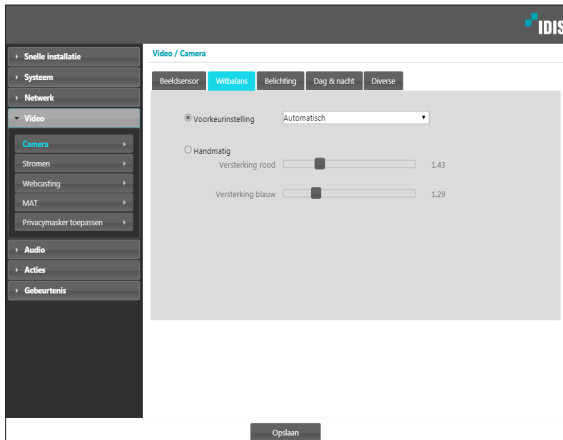 IDIS
Snelle installatie
Systeem
Netwerk
Video
Camera
Stromen
Webcasting
MAT
Privacymasker toepassen
Audio
Acties
Gebeurtenis
Video / Camera
Beeldsensor Witbalans Belichting Dag & nacht Diverse
Voorkeurinstelling Automatisch
Handmatig
Versterking rood 1.43
Versterking blauw 1.29
Opslaan